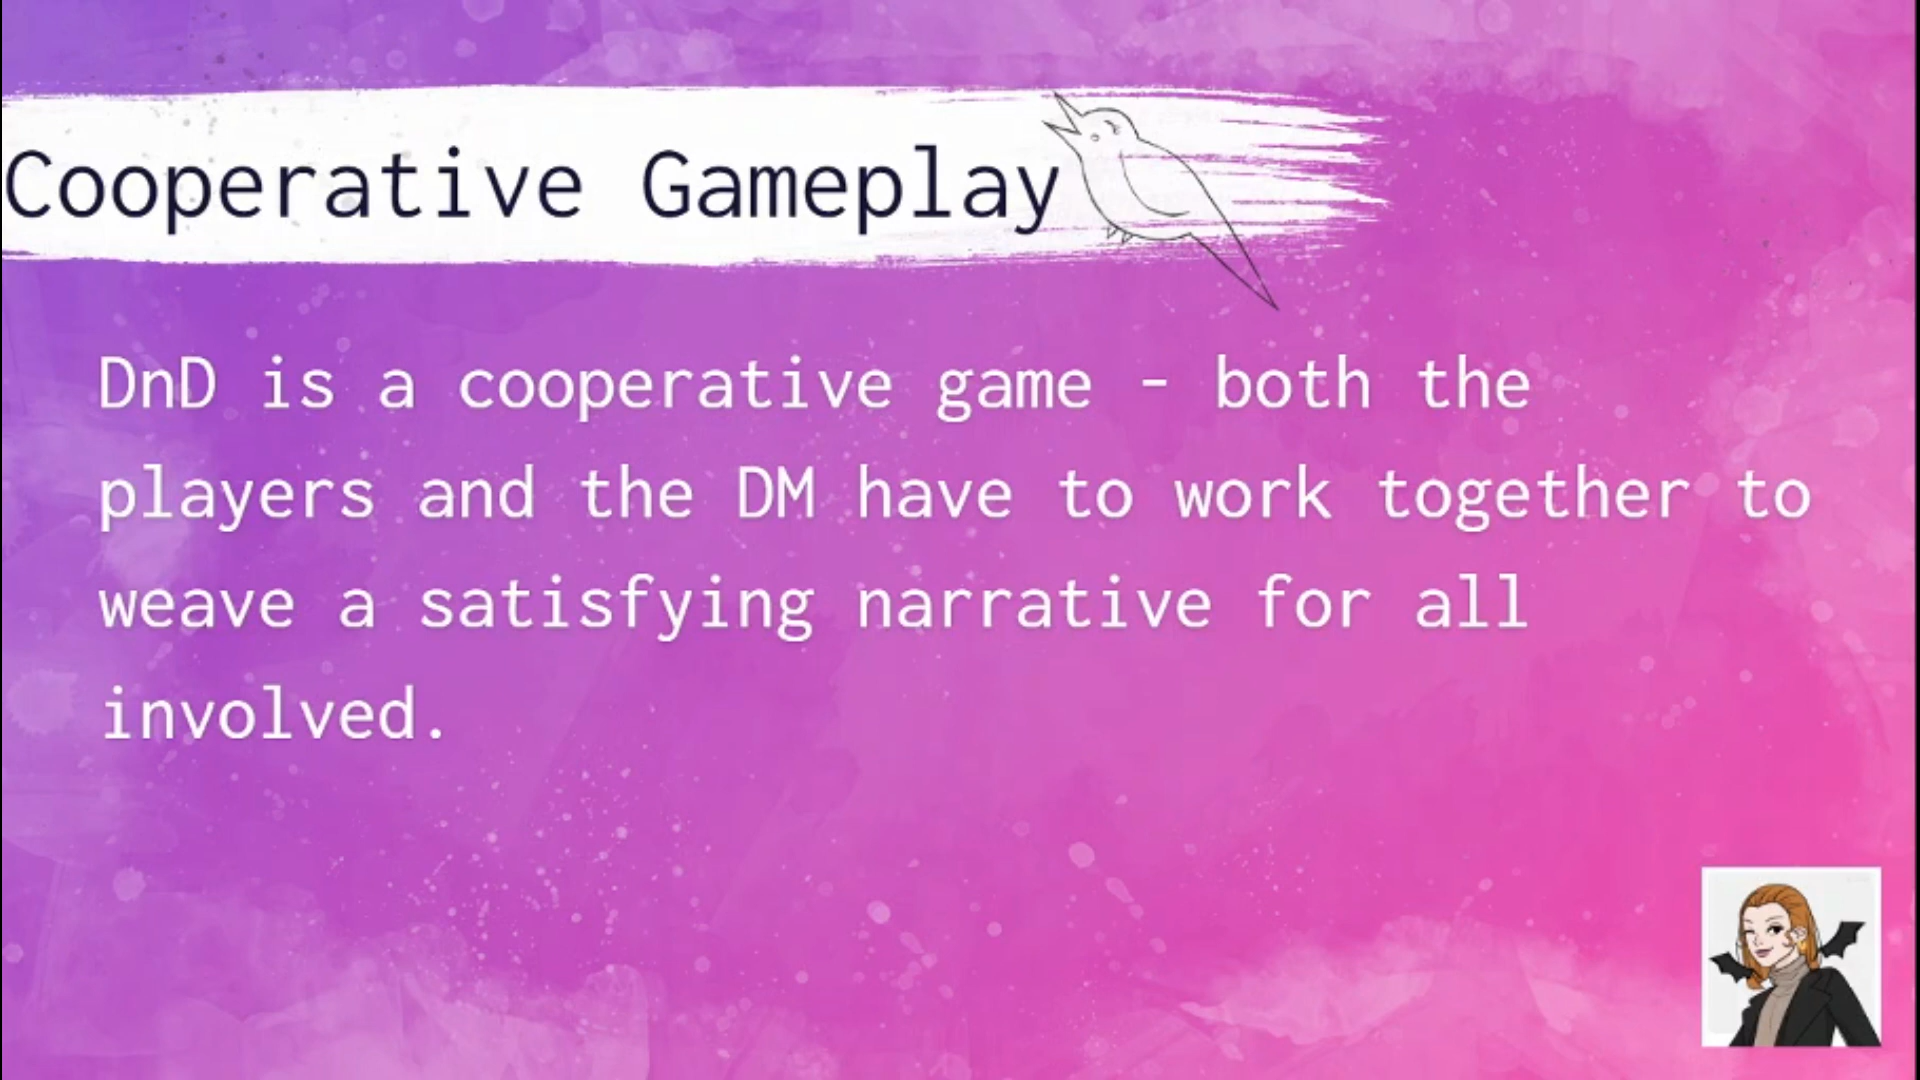 Cooperative Gameplay
DnD is a cooperative game - both the
players and the DM have to work together to
weave a satisfying narrative for all
involved.